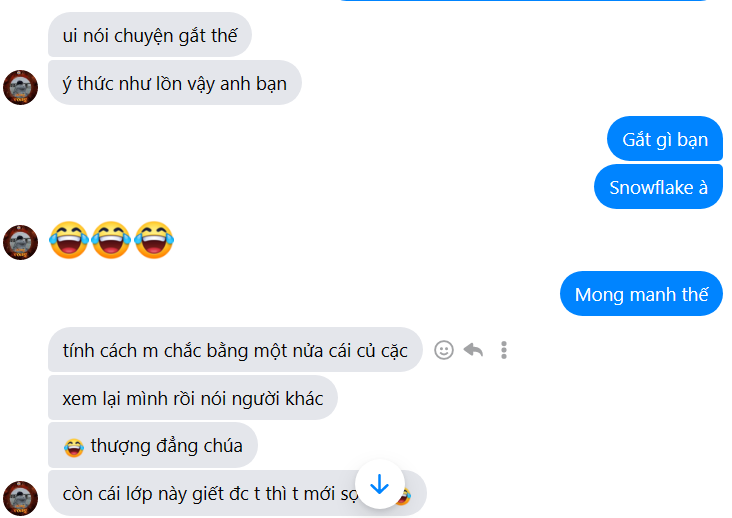 ui nói chuyện gắt thế
ý thức như lồn vậy anh bạn
Gắt gì bạn
Snowflake à
😂😂😂
Mong manh thế
tính cách m chắc bằng một nửa cái củ cặc
xem lại mình rồi nói người khác
😂 thượng đẳng chúa
còn cái lớp này giết đc t thì t mới 😂